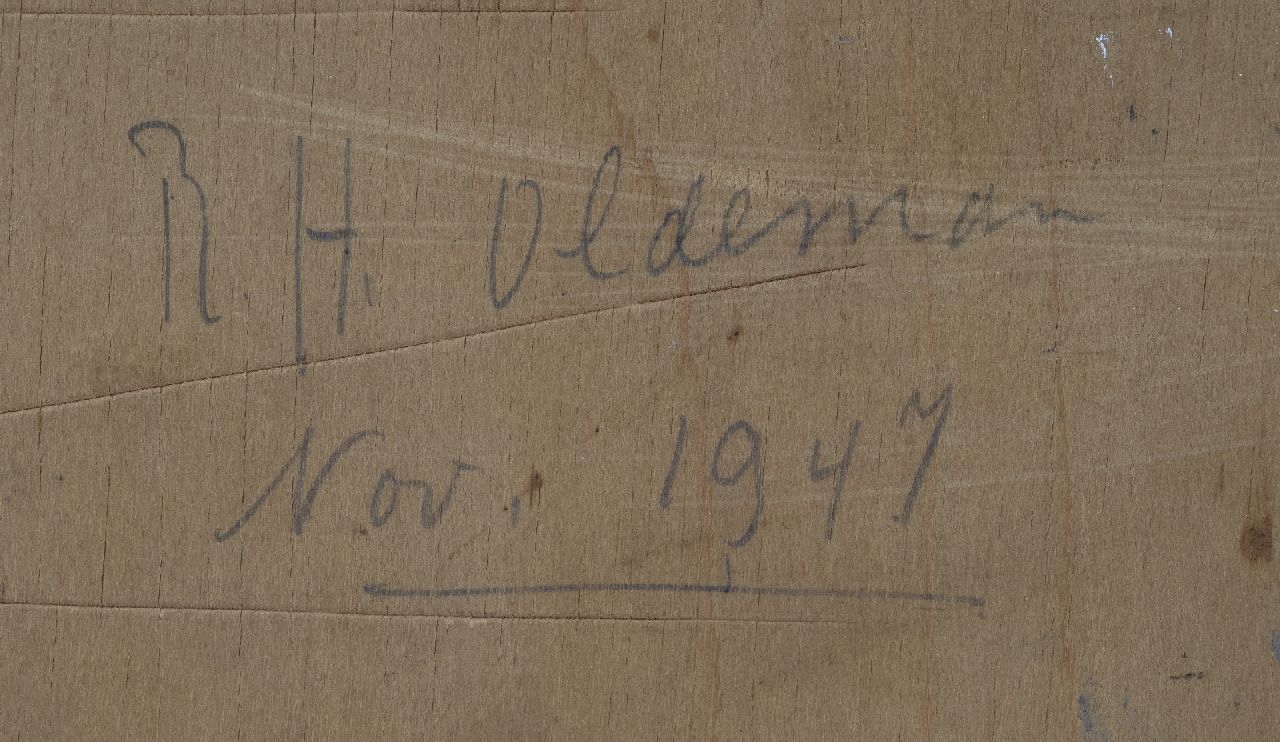 R. H. Oldeman
Nov. 1947